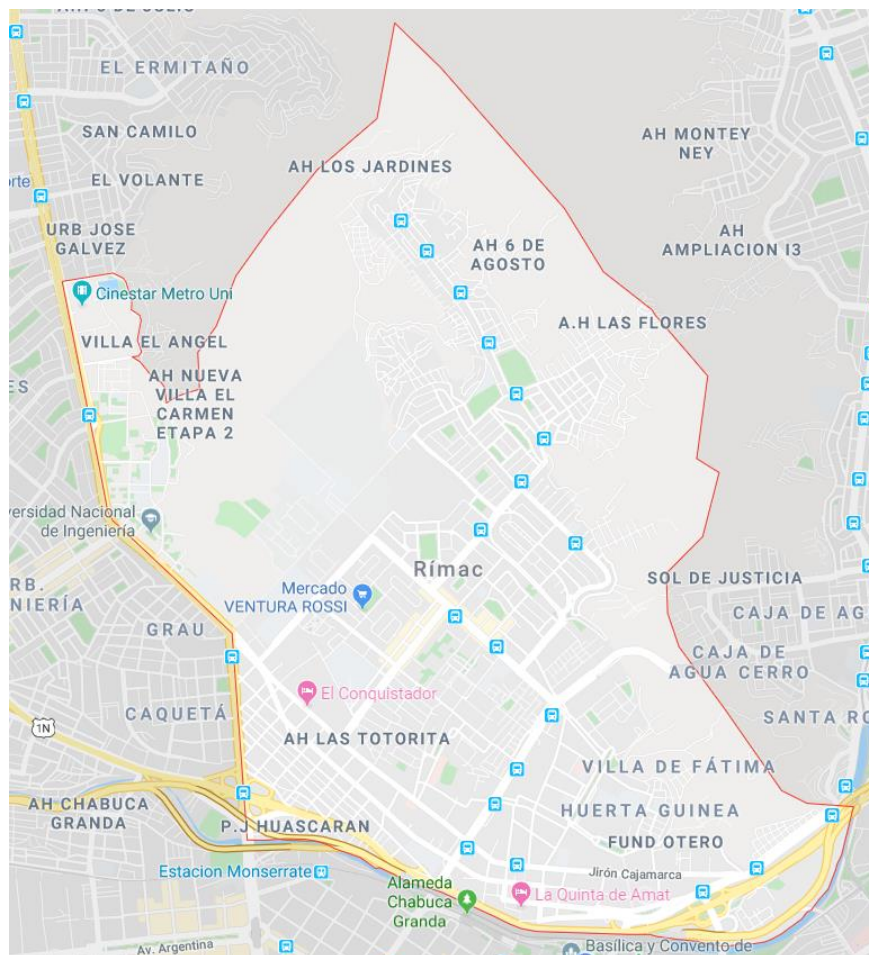 EL ERMITAÑO
SAN CAMILO
AH MONTEY
NEY
AH LOS JARDINES
EL VOLANTE
orte
URB JOSE
GALVEZ
AH
AMPLIACION I3
AH 6 DE
AGOSTO
Cinestar Metro Uni
A.H LAS FLORES
VILLA EL ANGEL
AH NUEVA
VILLA EL
CARMEN
ETAPA 2
ES
versidad Nacional
de Ingeniería
Rímac
SOL DE JUSTICIA
RB.
NIERÍA
Mercado
VENTURA ROSSI
CAJA DE AG
GRAU
CAJA DE
AGUA CERRO
El Conquistador
CAQUETÁ
SANTA RO
1N
AH LAS TOTORITA
VILLA DE FÁTIMA
AH CHABUCA
GRANDA
HUERTA GUINEA
P.J HUASCARAN
FUND OTERO
Estacion Monserrate
Jirón Cajamarca
Alameda
Chabuca
Granda
La Quinta de Amat
Av. Argentina
Basílica y Convento de